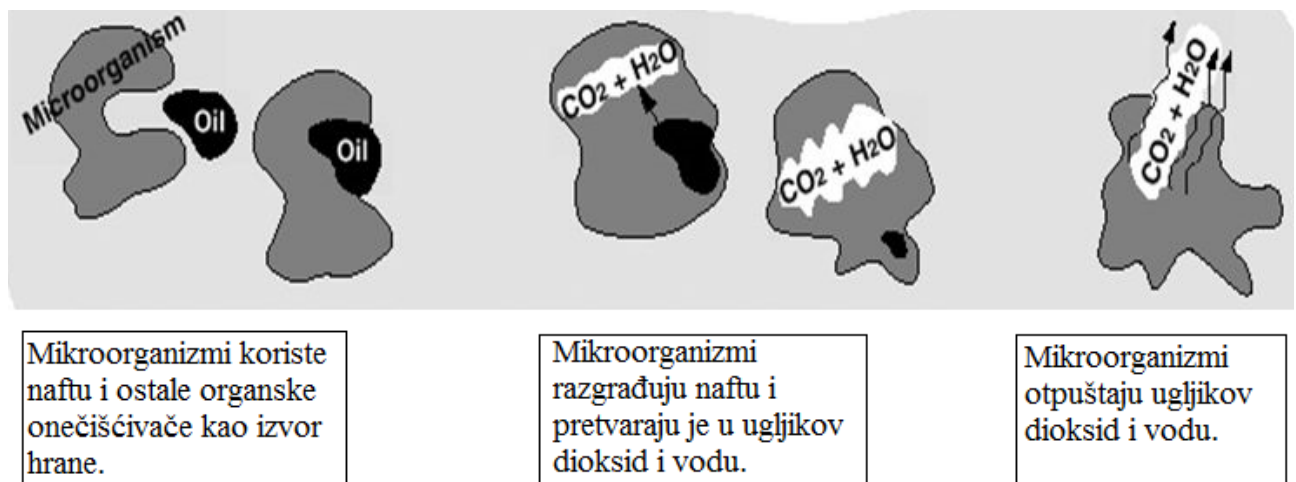 Microorganism
Oil
Oil
CO2 + H2O
CO2 + H2O
CO2 + H2O
Mikroorganizmi koriste
naftu i ostale organske
onečišćivače kao izvor
hrane.
Mikroorganizmi
razgrađuju naftu i
pretvaraju je u ugljikov
dioksid i vodu.
Mikroorganizmi
otpuštaju ugljikov
dioksid i vodu.